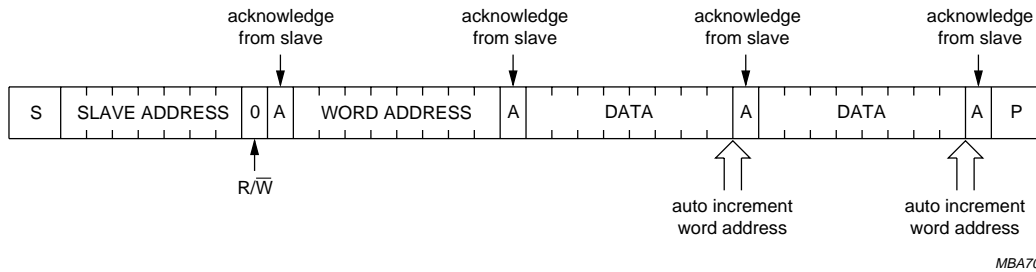 acknowledge from slave
acknowledge from slave
acknowledge from slave
acknowledge from slave
S SLAVE ADDRESS 0 A WORD ADDRESS A DATA A DATA A P
R/W̅
auto increment word address
auto increment word address